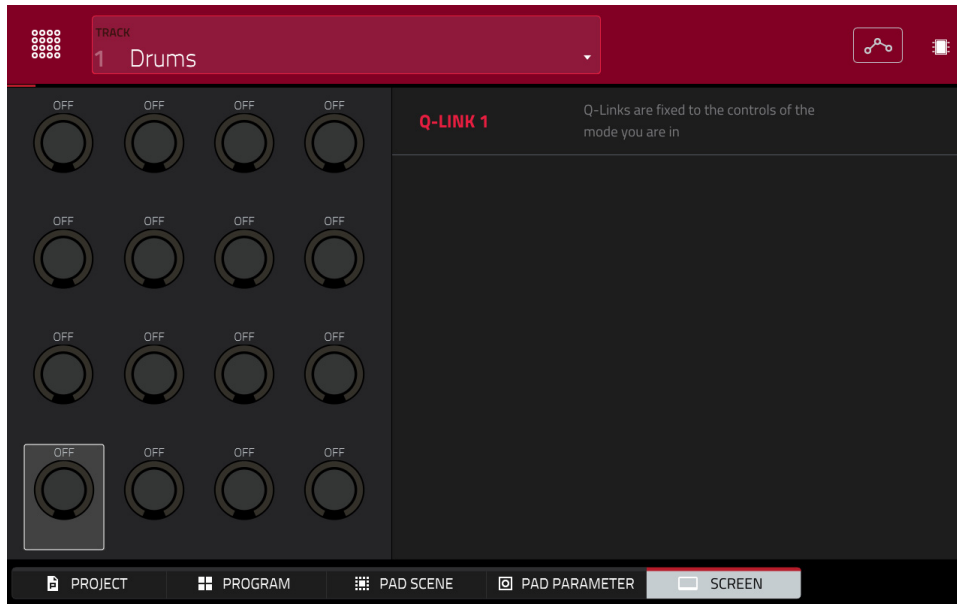 TRACK
1 Drums
OFF OFF OFF OFF
Q-LINK 1
Q-Links are fixed to the controls of the
mode you are in
OFF OFF OFF OFF
OFF OFF OFF OFF
OFF OFF OFF OFF
PROJECT PROGRAM PAD SCENE PAD PARAMETER SCREEN